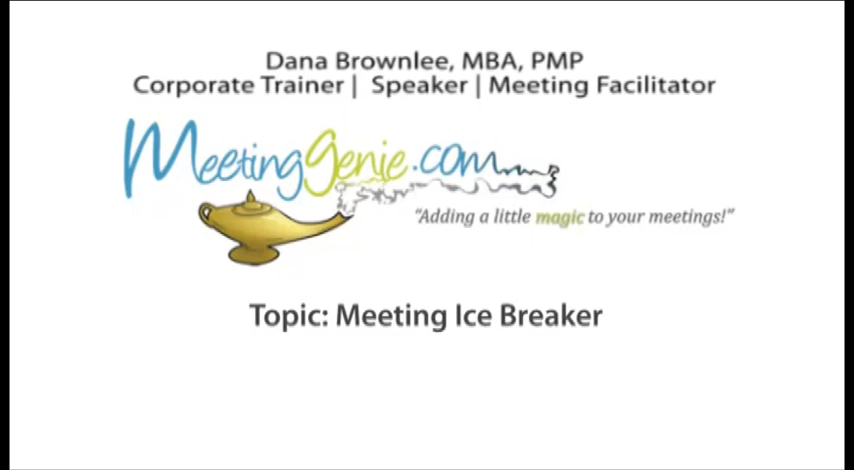 Dana Brownlee, MBA, PMP
Corporate Trainer | Speaker | Meeting Facilitator
MeetingGenie.com
"Adding a little magic to your meetings!"
Topic: Meeting Ice Breaker